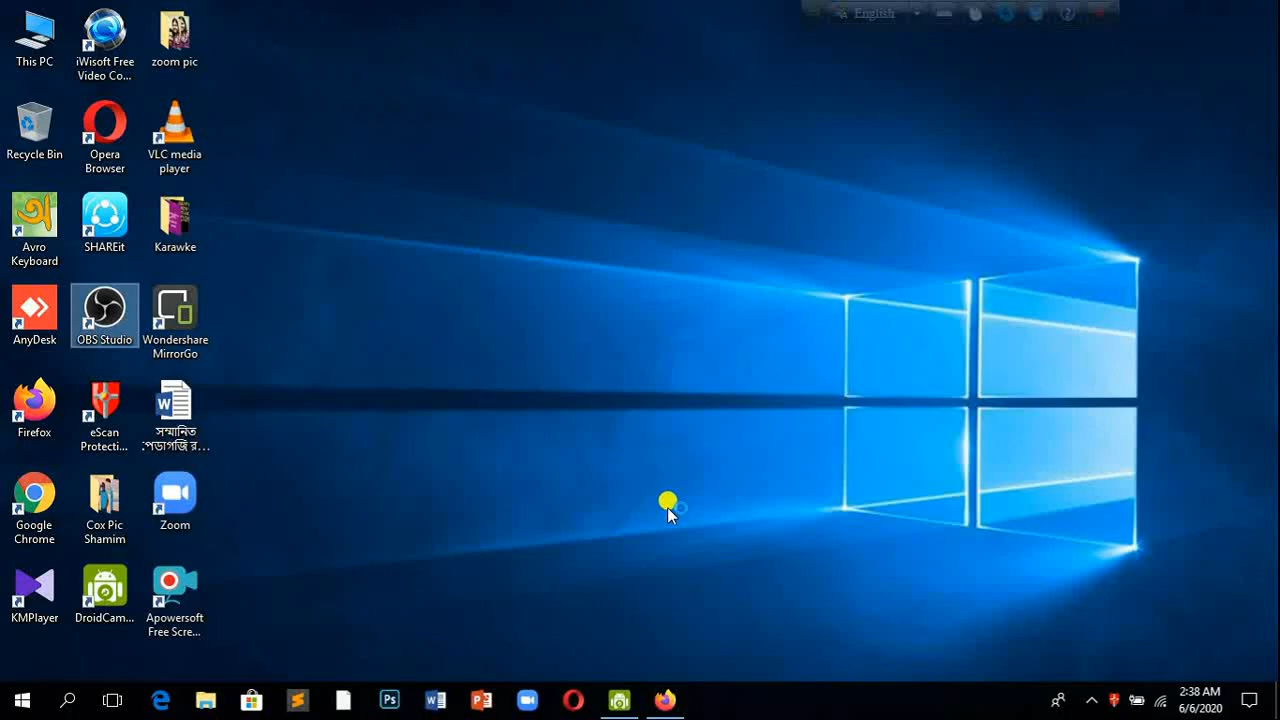 English
This PC
iWisoft Free
Video Co...
zoom pic
Recycle Bin
Opera
Browser
VLC media
player
Avro
Keyboard
SHAREit
Karawke
AnyDesk
OBS Studio
Wondershare
MirrorGo
Firefox
eScan
Protecti...
সম্মানিত
Google
Chrome
Cox Pic
Shamim
Zoom
KMPlayer
DroidCam...
Apowersoft
Free Scre...
2:38 AM
6/6/2020